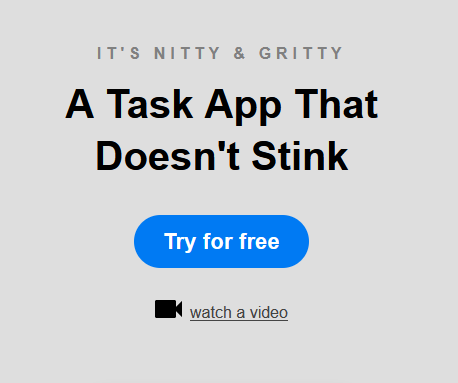 IT'S NITTY & GRITTY
A Task App That
Doesn't Stink
Try for free
watch a video